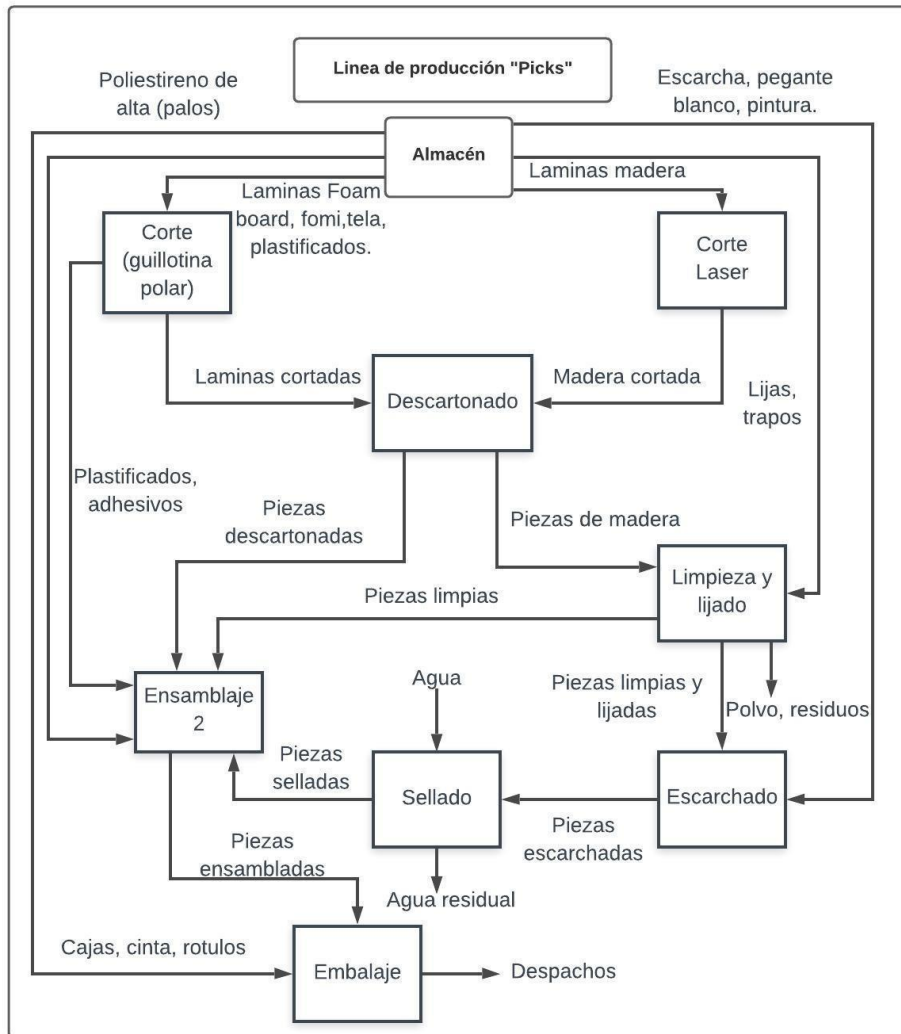 Linea de producción "Picks"
Poliestireno de
alta (palos)
Escarcha, pegante
blanco, pintura.
Almacén
Laminas madera
Laminas Foam
board, fomi,tela,
plastificados.
Corte
(guillotina
polar)
Corte
Laser
Laminas cortadas
Madera cortada
Descartonado
Lijas,
trapos
Plastificados,
adhesivos
Piezas
descartonadas
Piezas de madera
Limpieza y
lijado
Piezas limpias
Ensamblaje
2
Agua
Piezas limpias y
lijadas
Polvo, residuos
Piezas
selladas
Sellado
Escarchado
Piezas
escarchadas
Piezas
ensambladas
Agua residual
Cajas, cinta, rotulos
Embalaje
Despachos